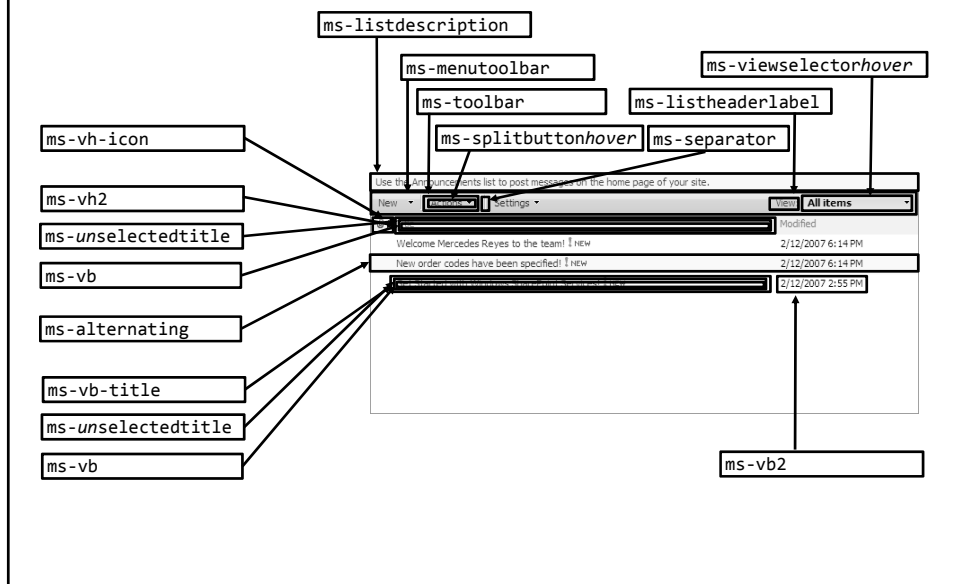 ms-listdescription
ms-menutoolbar
ms-viewselectorhover
ms-toolbar
ms-listheaderlabel
ms-splitbuttonhover
ms-separator
ms-vh-icon
Use the Announcements list to post messages on the home page of your site.
ms-vh2
New
Actions
Settings
View:
All items
ms-unselectedtitle
Modified
Welcome Mercedes Reyes to the team! ! NEW
2/12/2007 6:14 PM
ms-vb
New order codes have been specified! ! NEW
2/12/2007 6:14 PM
2/12/2007 2:55 PM
ms-alternating
ms-vb-title
ms-unselectedtitle
ms-vb
ms-vb2